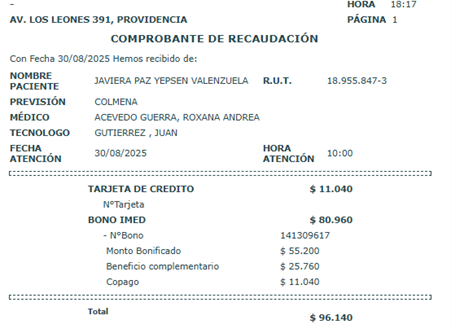 -
HORA 18:17
AV. LOS LEONES 391, PROVIDENCIA PÁGINA 1
COMPROBANTE DE RECAUDACIÓN
Con Fecha 30/08/2025 Hemos recibido de:
NOMBRE PACIENTE JAVIERA PAZ YEPSEN VALENZUELA R.U.T. 18.955.847-3
PREVISIÓN COLMENA
MÉDICO ACEVEDO GUERRA, ROXANA ANDREA
TECNOLOGO GUTIERREZ , JUAN
FECHA ATENCIÓN 30/08/2025 HORA ATENCIÓN 10:00
TARJETA DE CREDITO $ 11.040
NºTarjeta
BONO IMED $ 80.960
- NºBono 141309617
Monto Bonificado $ 55.200
Beneficio complementario $ 25.760
Copago $ 11.040
Total $ 96.140